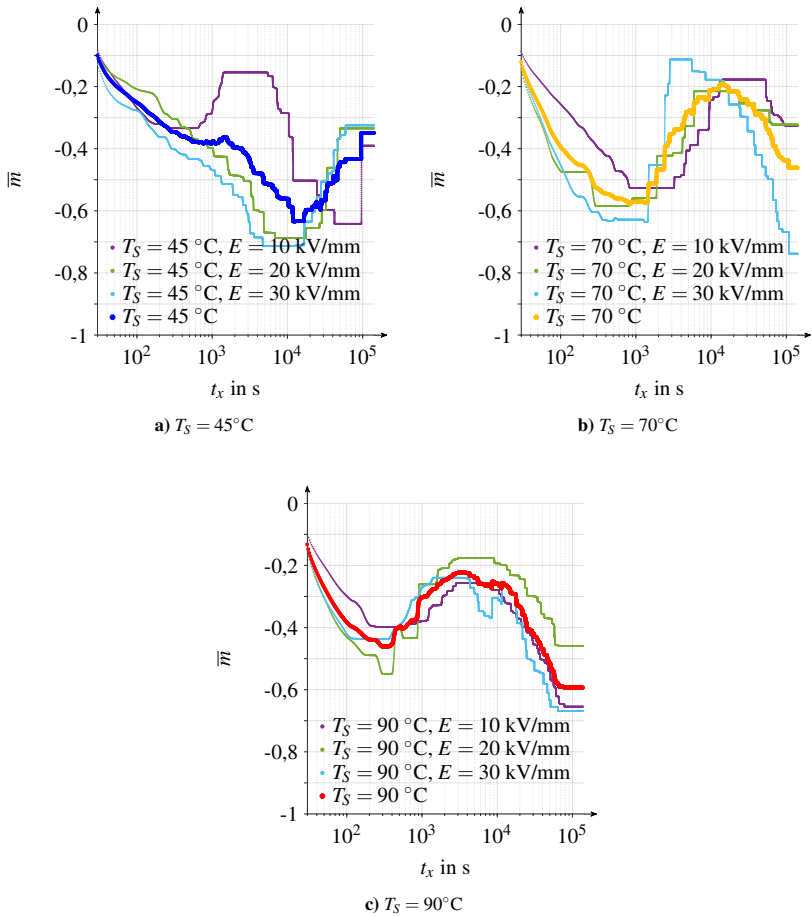 0
-0,2
-0,4
-0,6
-0,8
-1
m̅
T_S = 45 °C, E = 10 kV/mm
T_S = 45 °C, E = 20 kV/mm
T_S = 45 °C, E = 30 kV/mm
T_S = 45 °C
10² 10³ 10⁴ 10⁵
t_x in s
a) T_S = 45°C
0
-0,2
-0,4
-0,6
-0,8
-1
m̅
T_S = 70 °C, E = 10 kV/mm
T_S = 70 °C, E = 20 kV/mm
T_S = 70 °C, E = 30 kV/mm
T_S = 70 °C
10² 10³ 10⁴ 10⁵
t_x in s
b) T_S = 70°C
0
-0,2
-0,4
-0,6
-0,8
-1
m̅
T_S = 90 °C, E = 10 kV/mm
T_S = 90 °C, E = 20 kV/mm
T_S = 90 °C, E = 30 kV/mm
T_S = 90 °C
10² 10³ 10⁴ 10⁵
t_x in s
c) T_S = 90°C